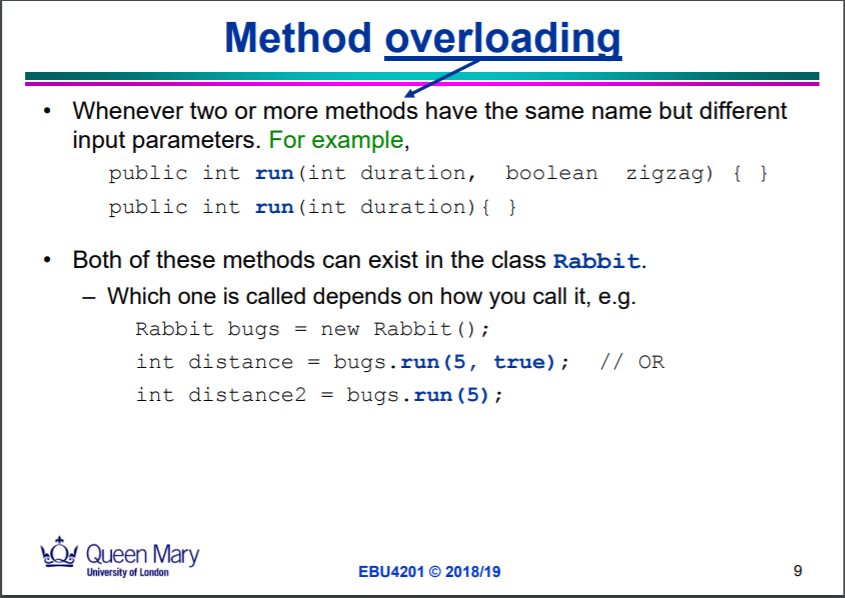 Method overloading
• Whenever two or more methods have the same name but different
input parameters. For example,
public int run(int duration, boolean zigzag) { }
public int run(int duration){ }
• Both of these methods can exist in the class Rabbit.
– Which one is called depends on how you call it, e.g.
Rabbit bugs = new Rabbit();
int distance = bugs.run(5, true); // OR
int distance2 = bugs.run(5);
Queen Mary
University of London
EBU4201 © 2018/19
9